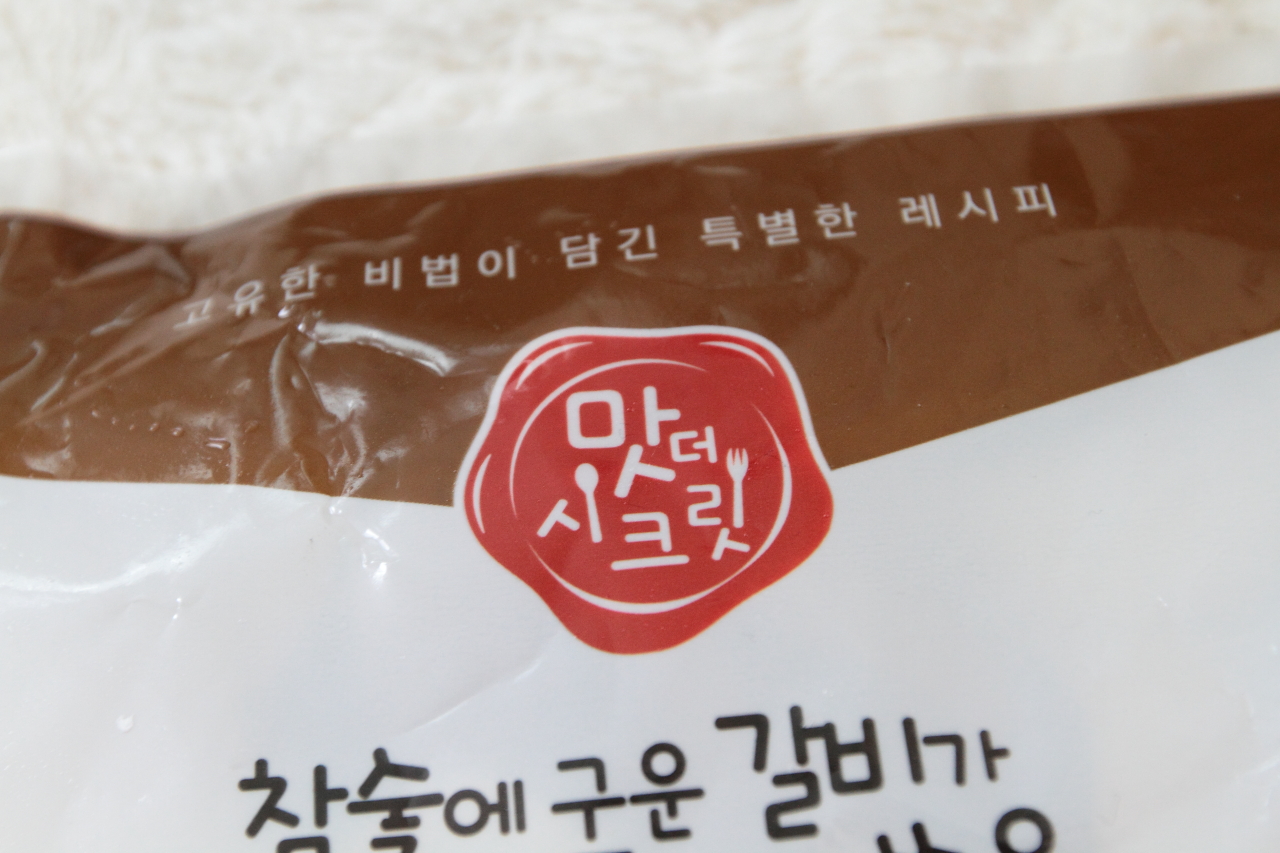 고유한 비법이 담긴 특별한 레시피
맛더
시크릿
참숯에 구운 갈비가